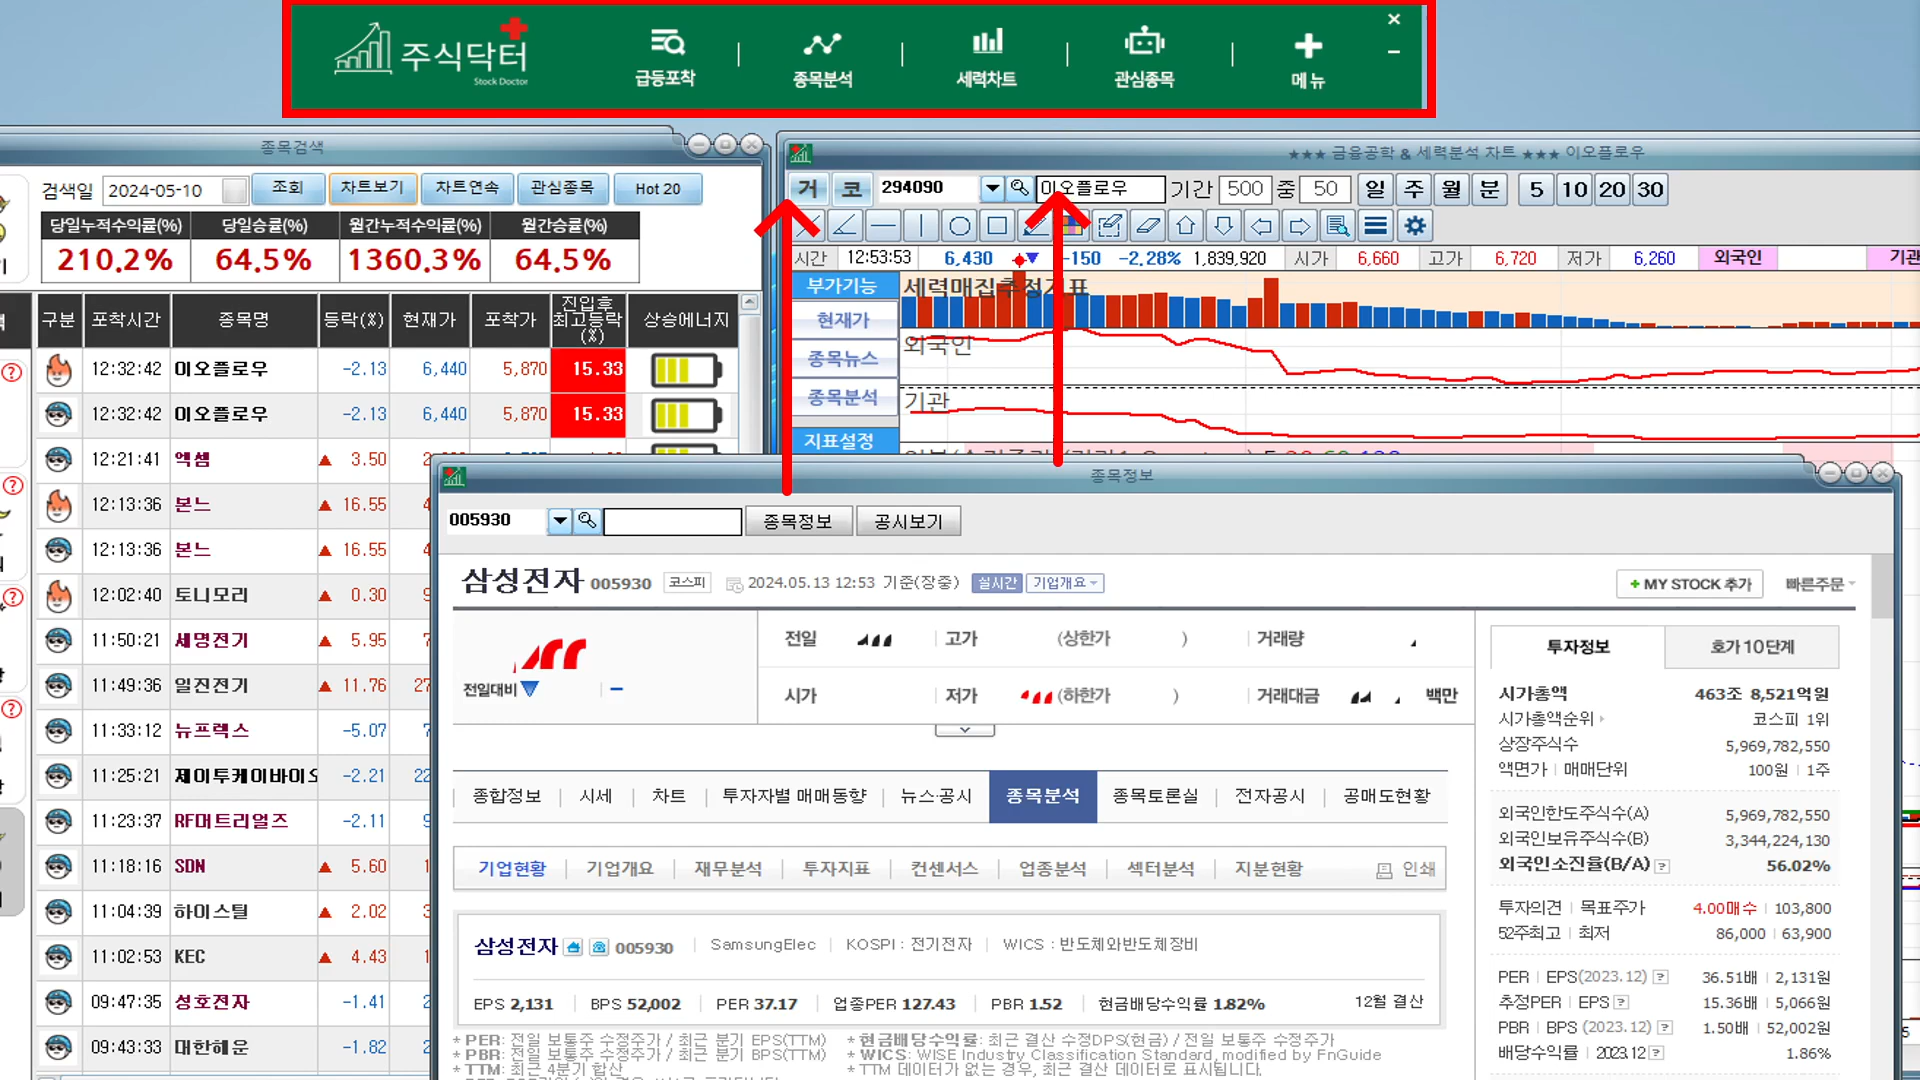 주식닥터
Stock Doctor
급등포착
종목분석
세력차트
관심종목
메뉴
종목검색
검색일 2024-05-10 조회 차트보기 차트연속 관심종목 Hot 20
당일누적수익률(%) 당일승률(%) 월간누적수익률(%) 월간승률(%)
210.2% 64.5% 1360.3% 64.5%
구분 포착시간 종목명 등락(%) 현재가 포착가 진입후 최고등락 (%) 상승에너지
12:32:42 이오플로우 -2.13 6,440 5,870 15.33
12:32:42 이오플로우 -2.13 6,440 5,870 15.33
12:21:41 엑셈 ▲ 3.50
12:13:36 본느 ▲ 16.55
12:13:36 본느 ▲ 16.55
12:02:40 토니모리 ▲ 0.30
11:50:21 세명전기 ▲ 5.95
11:49:36 일진전기 ▲ 11.76
11:33:12 뉴프렉스 -5.07
11:25:21 제이투케이바이오 -2.21
11:23:37 RF머트리얼즈 -2.11
11:18:16 SDN ▲ 5.60
11:04:39 하이스틸 ▲ 2.02
11:02:53 KEC ▲ 4.43
09:47:35 성호전자 -1.41
09:43:33 대한해운 -1.82
★★★ 금융공학 & 세력분석 차트 ★★★ 이오플로우
거 코 294090 이오플로우 기간 500 중 50 일 주 월 분 5 10 20 30
시간 12:53:53 6,430 ▼ -150 -2.28% 1,839,920 시가 6,660 고가 6,720 저가 6,260 외국인 기관
부가기능
현재가
종목뉴스
종목분석
지표설정
세력매집추정지표
외국인
기관
종목정보
005930 종목정보 공시보기
삼성전자 005930 코스피 2024.05.13 12:53 기준(장중) 실시간 기업개요
+ MY STOCK 추가 빠른주문
전일대비 ▼
전일 고가 (상한가 ) 거래량
시가 저가 (하한가 ) 거래대금 백만
종합정보 시세 차트 투자자별 매매동향 뉴스·공시 종목분석 종목토론실 전자공시 공매도현황
기업현황 기업개요 재무분석 투자지표 컨센서스 업종분석 섹터분석 지분현황 인쇄
삼성전자 005930 SamsungElec KOSPI : 전기전자 WICS : 반도체와반도체장비
EPS 2,131 BPS 52,002 PER 37.17 업종PER 127.43 PBR 1.52 현금배당수익률 1.82% 12월 결산
* PER: 전일 보통주 수정주가 / 최근 분기 EPS(TTM)
* PBR: 전일 보통주 수정주가 / 최근 분기 BPS(TTM)
* TTM: 최근 4분기 합산
* 현금배당수익률: 최근 결산 수정DPS(현금) / 전일 보통주 수정주가
* WICS: WISE Industry Classification Standard, modified by FnGuide
* TTM 데이터가 없는 경우, 최근 결산 데이터로 표시됩니다.
투자정보 호가 10단계
시가총액 463조 8,521억원
시가총액순위 코스피 1위
상장주식수 5,969,782,550
액면가 매매단위 100원 1주
외국인한도주식수(A) 5,969,782,550
외국인보유주식수(B) 3,344,224,130
외국인소진율(B/A) ? 56.02%
투자의견 목표주가 4.00매수 103,800
52주최고 최저 86,000 63,900
PER EPS(2023.12) ? 36.51배 2,131원
추정PER EPS ? 15.36배 5,066원
PBR BPS (2023.12) ? 1.50배 52,002원
배당수익률 2023.12 ? 1.86%